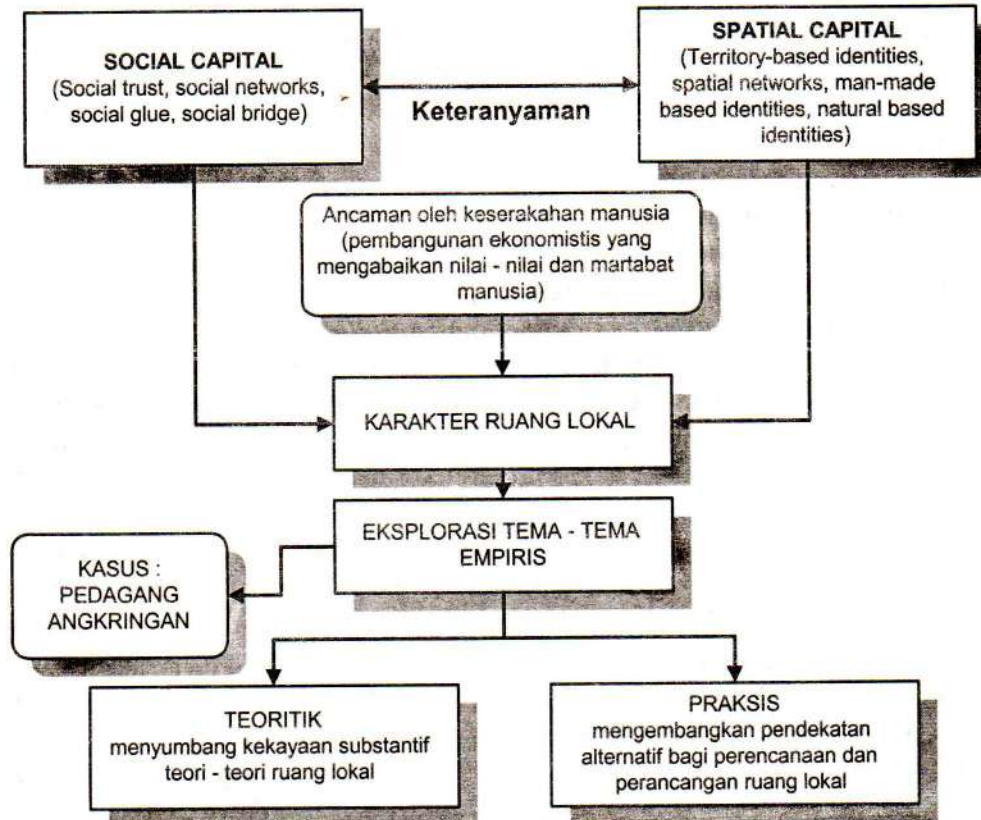 SOCIAL CAPITAL
(Social trust, social networks,
social glue, social bridge)
Keteranyaman
SPATIAL CAPITAL
(Territory-based identities,
spatial networks, man-made
based identities, natural based
identities)
Ancaman oleh keserakahan manusia
(pembangunan ekonomistis yang
mengabaikan nilai - nilai dan martabat
manusia)
KARAKTER RUANG LOKAL
EKSPLORASI TEMA - TEMA
EMPIRIS
KASUS :
PEDAGANG
ANGKRINGAN
TEORITIK
menyumbang kekayaan substantif
teori - teori ruang lokal
PRAKSIS
mengembangkan pendekatan
alternatif bagi perencanaan dan
perancangan ruang lokal